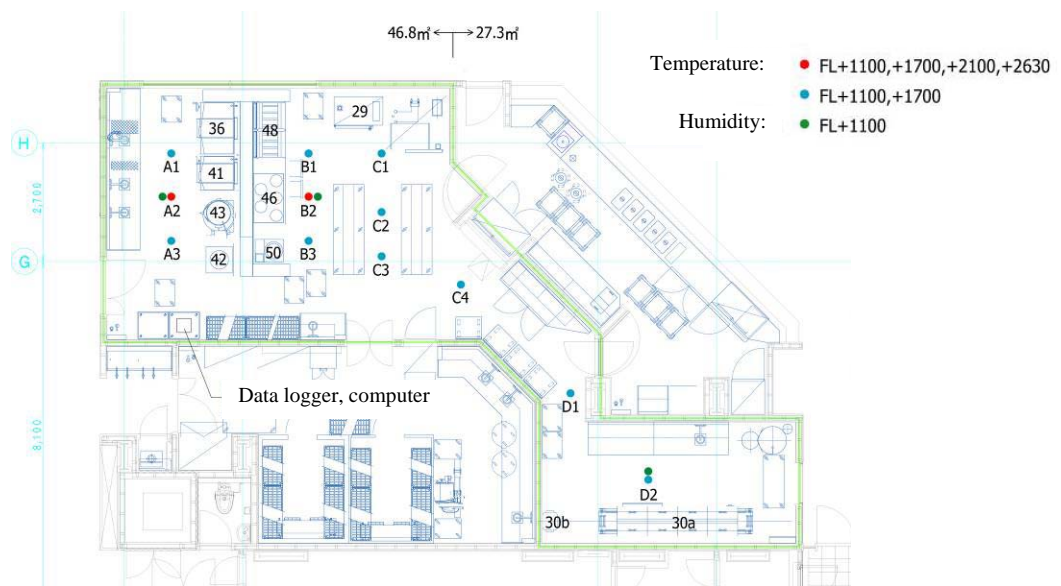 46.8㎡ 27.3㎡
Temperature: FL+1100,+1700,+2100,+2630
FL+1100,+1700
Humidity: FL+1100
H
2,700
G
8,100
A1
A2
A3
36
41
43
42
48
46
50
B1
B2
B3
29
C1
C2
C3
C4
Data logger, computer
D1
D2
30b
30a